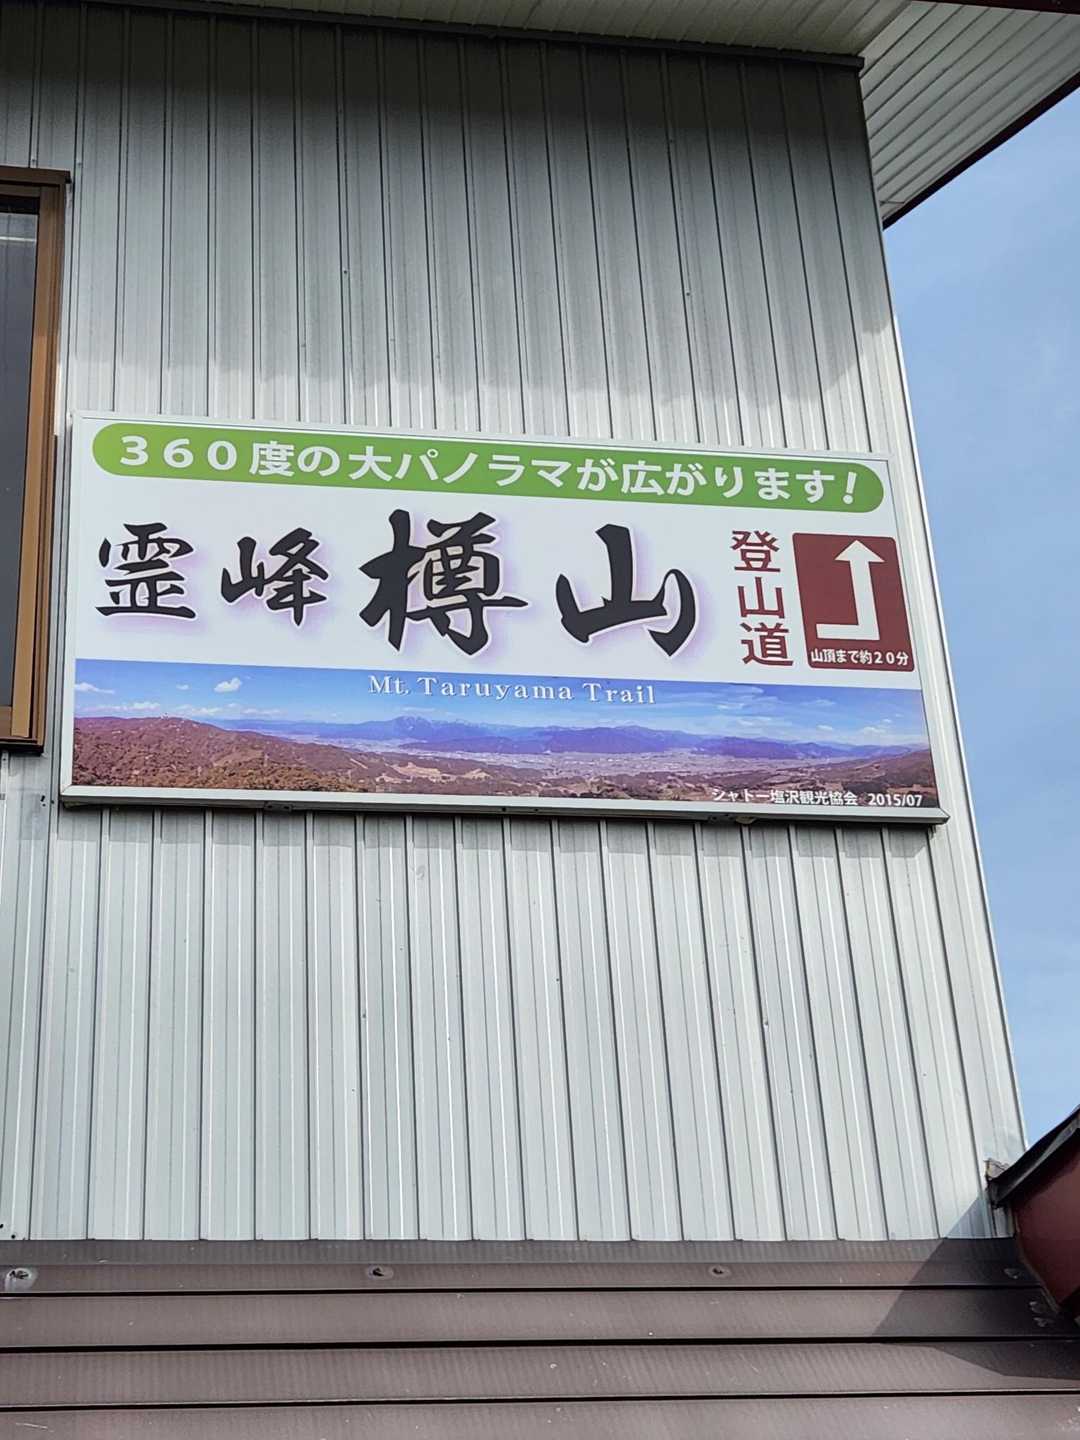 360度の大パノラマが広がります!
霊峰樽山
登山道
山頂まで約20分
Mt. Taruyama Trail
シャトー塩沢観光協会 2015/07